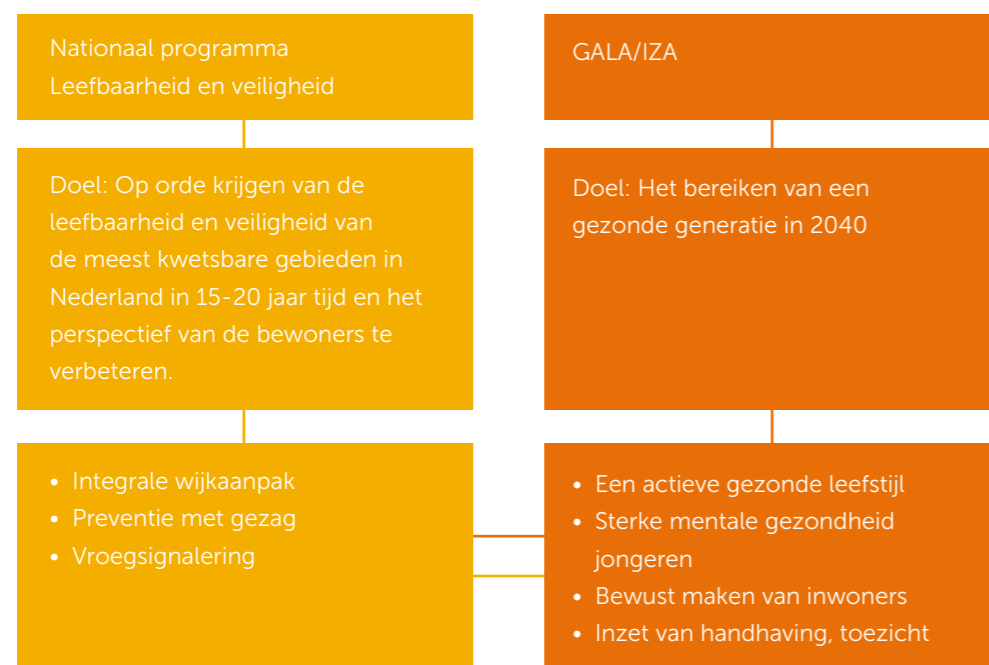 Nationaal programma
Leefbaarheid en veiligheid
Doel: Op orde krijgen van de
leefbaarheid en veiligheid van
de meest kwetsbare gebieden in
Nederland in 15-20 jaar tijd en het
perspectief van de bewoners te
verbeteren.
• Integrale wijkaanpak
• Preventie met gezag
• Vroegsignalering
GALA/IZA
Doel: Het bereiken van een
gezonde generatie in 2040
• Een actieve gezonde leefstijl
• Sterke mentale gezondheid
jongeren
• Bewust maken van inwoners
• Inzet van handhaving, toezicht